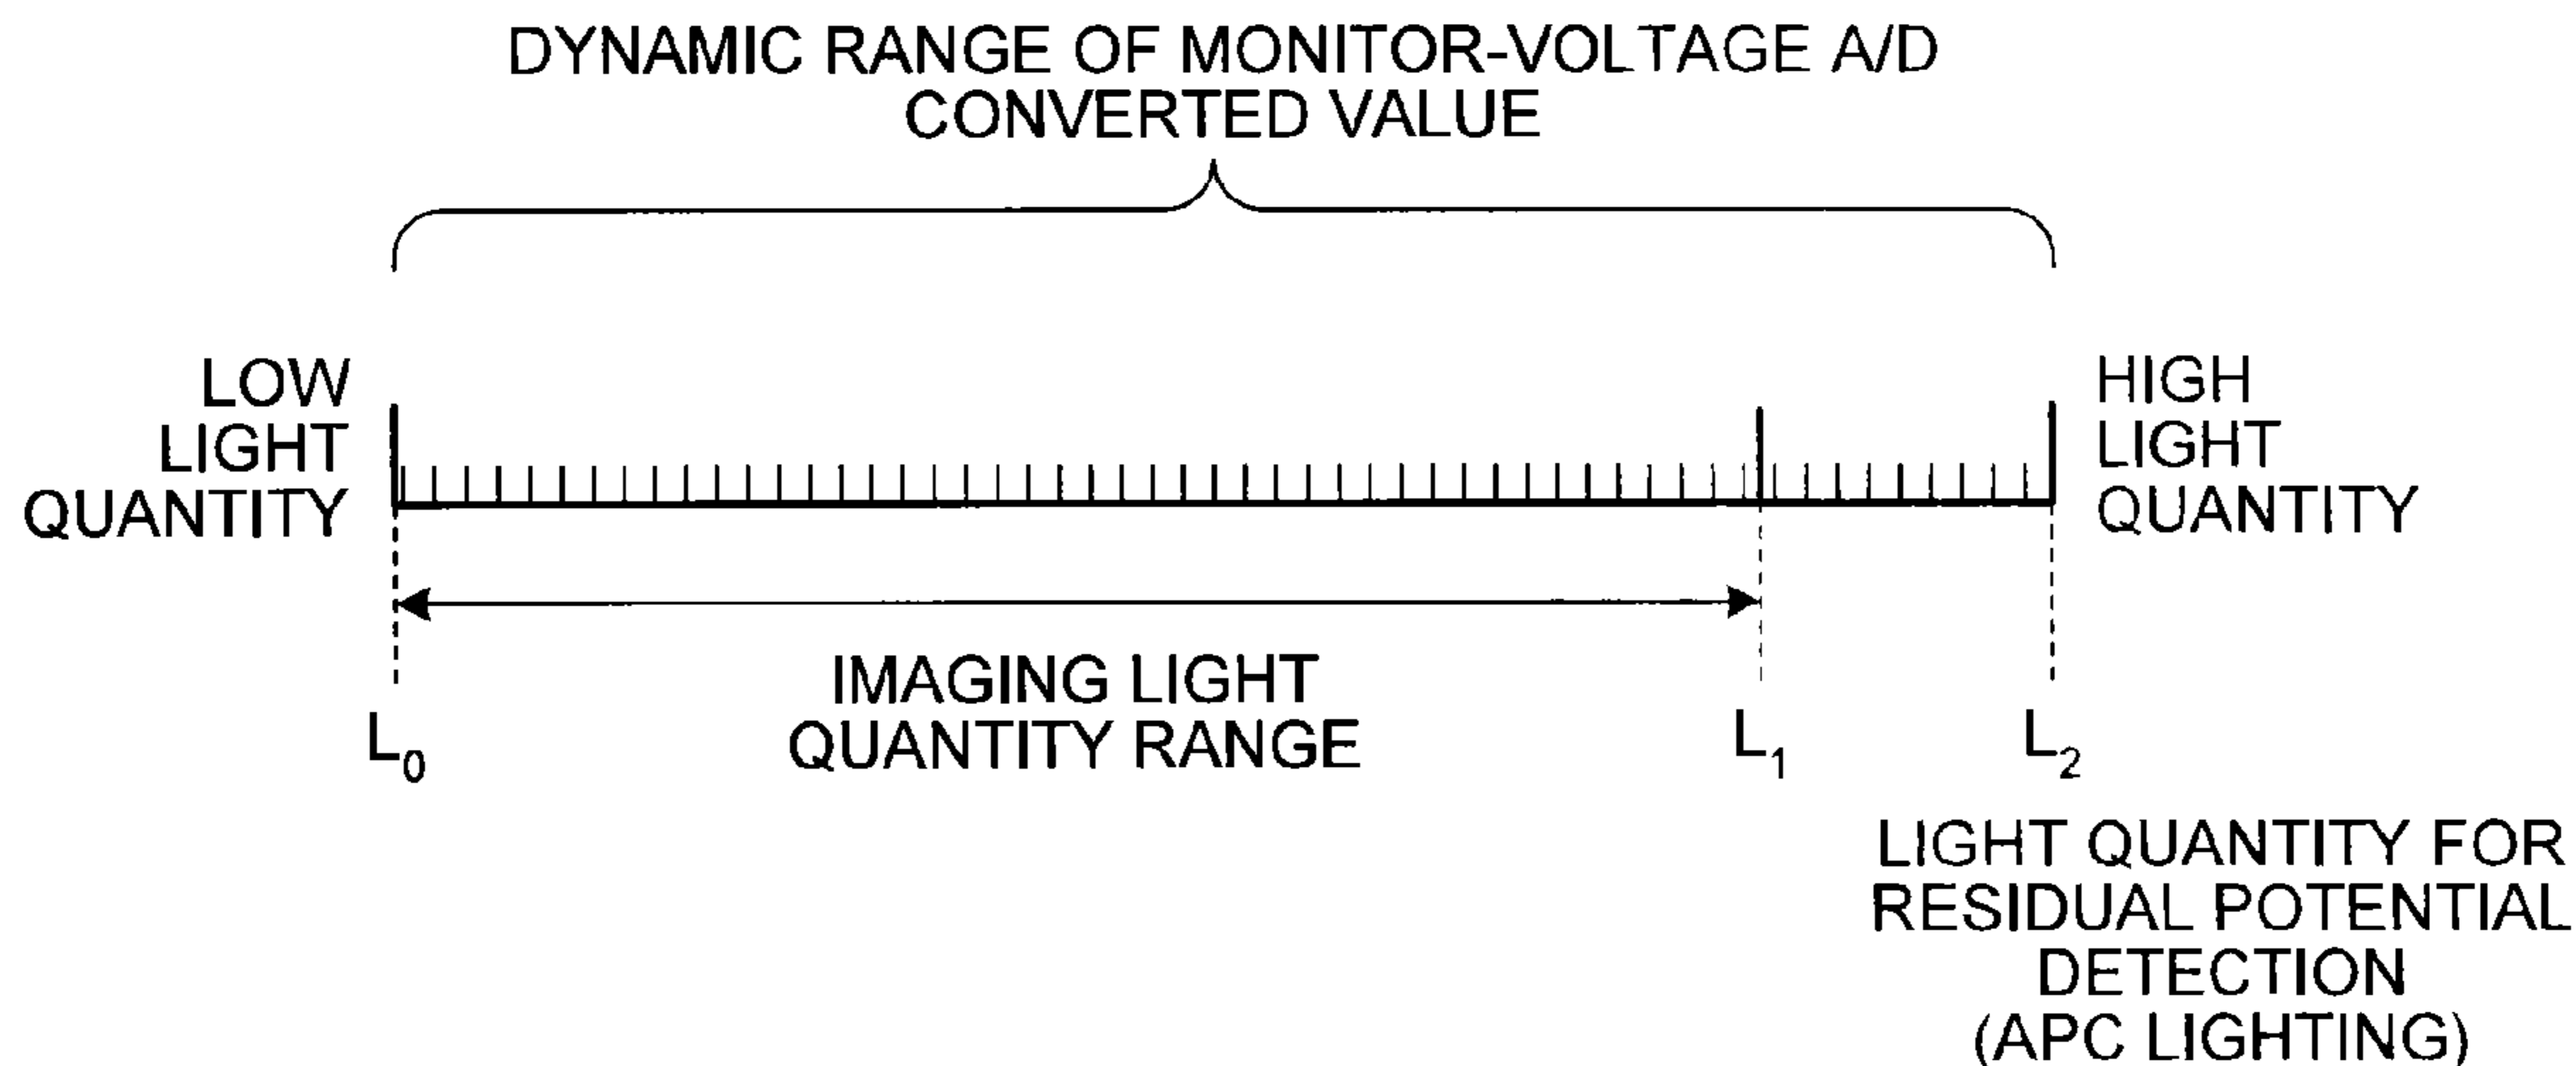 DYNAMIC RANGE OF MONITOR-VOLTAGE A/D
CONVERTED VALUE
LOW
LIGHT
QUANTITY
HIGH
LIGHT
QUANTITY
IMAGING LIGHT
QUANTITY RANGE
L₀
L₁
L₂
LIGHT QUANTITY FOR
RESIDUAL POTENTIAL
DETECTION
(APC LIGHTING)